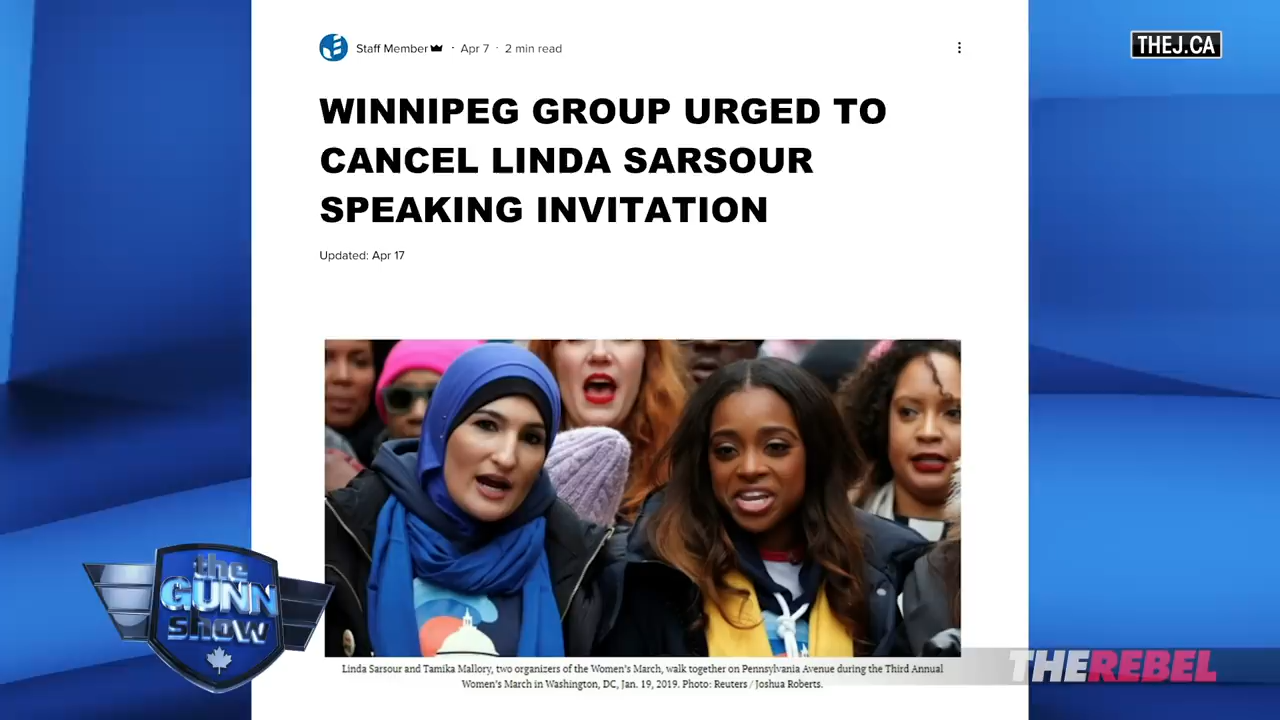 Staff Member · Apr 7 · 2 min read
THEJ.CA
WINNIPEG GROUP URGED TO
CANCEL LINDA SARSOUR
SPEAKING INVITATION
Updated: Apr 17
the
GUNN
show
Linda Sarsour and Tamika Mallory, two organizers of the Women's March, walk together on Pennsylvania Avenue during the Third Annual
Women's March in Washington, DC, Jan. 19, 2019. Photo: Reuters / Joshua Roberts.
THEREBEL